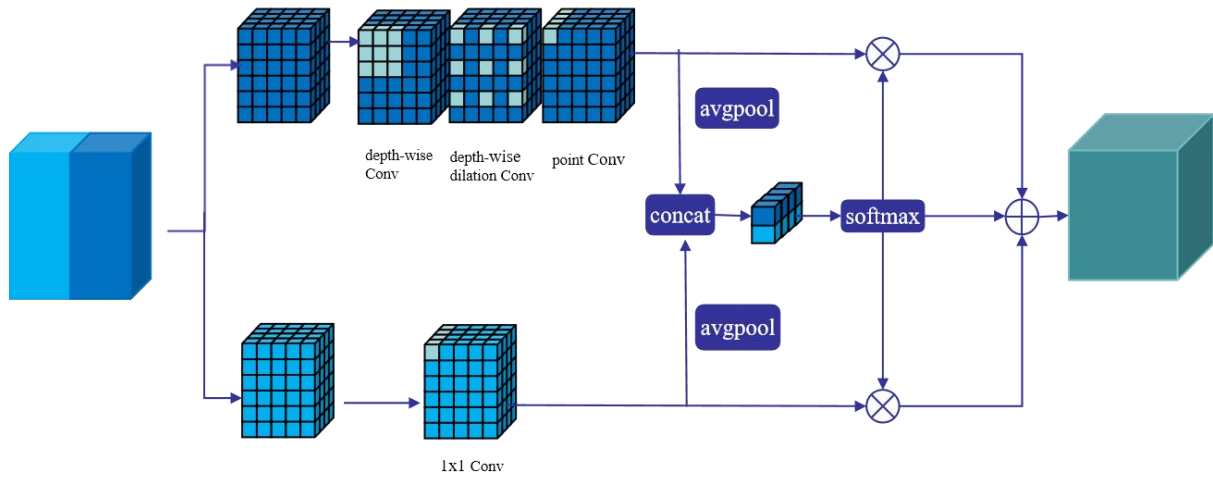 avgpool
depth-wise
Conv
depth-wise
dilation Conv
point Conv
concat
softmax
avgpool
1x1 Conv